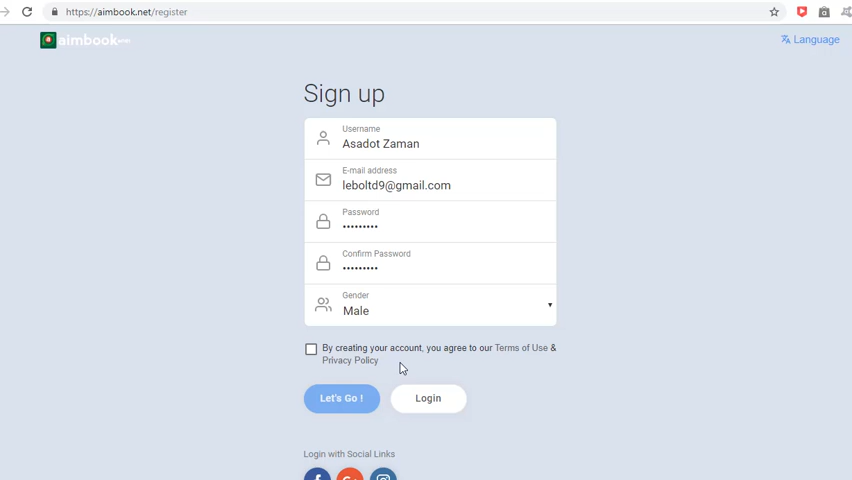 https://aimbook.net/register
aimbook
Language
Sign up
Username
Asadot Zaman
E-mail address
leboltd9@gmail.com
Password
•••••••••
Confirm Password
•••••••••
Gender
Male
By creating your account, you agree to our Terms of Use &
Privacy Policy
Let's Go !
Login
Login with Social Links